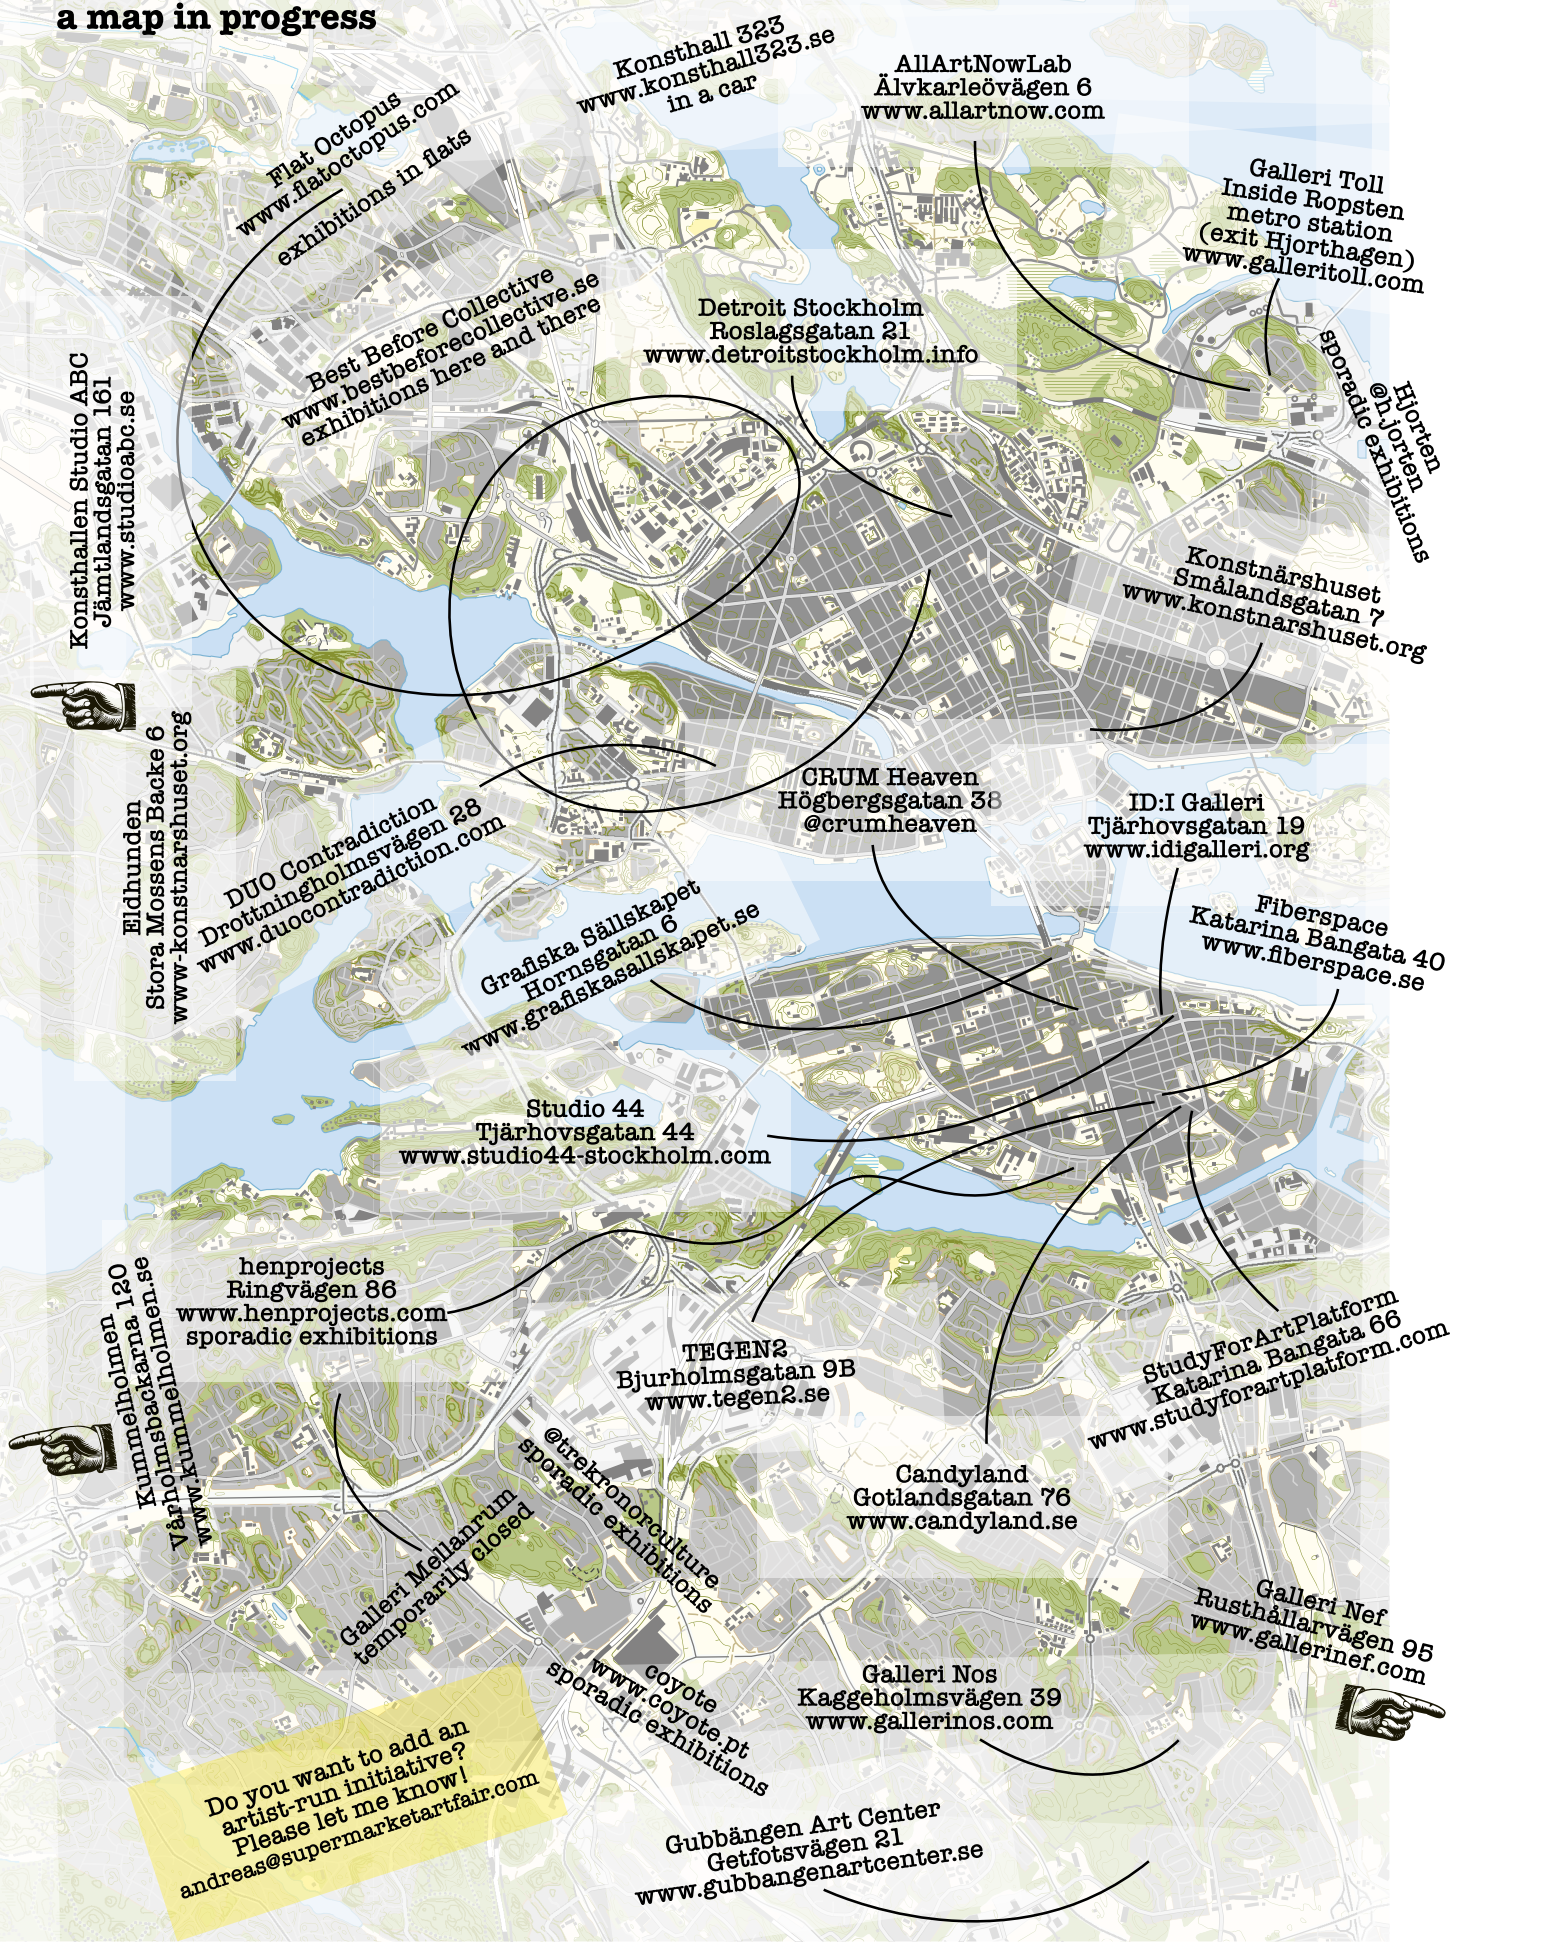 a map in progress
Konsthall 323
www.konsthall323.se
in a car
AllArtNowLab
Älvkarleövägen 6
www.allartnow.com
Flat Octopus
www.flatoctopus.com
exhibitions in flats
Galleri Toll
Inside Ropsten
metro station
(exit Hjorthagen)
www.galleritoll.com
Best Before Collective
www.bestbeforecollective.se
exhibitions here and there
Detroit Stockholm
Roslagsgatan 21
www.detroitstockholm.info
Hjorten
@h.jorten
sporadic exhibitions
Konsthallen Studio ABC
Jämtlandsgatan 161
www.studioabc.se
Konstnärshuset
Smålandsgatan 7
www.konstnarshuset.org
Eldhunden
Stora Mossens Backe 6
www-konstnarshuset.org
DUO Contradiction
Drottningholmsvägen 28
www.duocontradiction.com
CRUM Heaven
Högbergsgatan 38
@crumheaven
ID:I Galleri
Tjärhovsgatan 19
www.idigalleri.org
Grafiska Sällskapet
Hornsgatan 6
www.grafiskasallskapet.se
Fiberspace
Katarina Bangata 40
www.fiberspace.se
Studio 44
Tjärhovsgatan 44
www.studio44-stockholm.com
henprojects
Ringvägen 86
www.henprojects.com
sporadic exhibitions
Kummelholmen
Vårholmsbackarna 120
www.kummelholmen.se
TEGEN2
Bjurholmsgatan 9B
www.tegen2.se
StudyForArtPlatform
Katarina Bangata 66
www.studyforartplatform.com
@trekronorculture
sporadic exhibitions
Candyland
Gotlandsgatan 76
www.candyland.se
Galleri Mellanrum
temporarily closed
Galleri Nef
Rusthållarvägen 95
www.gallerinef.com
coyote
www.coyote.pt
sporadic exhibitions
Galleri Nos
Kaggeholmsvägen 39
www.gallerinos.com
Do you want to add an
artist-run initiative?
Please let me know!
andreas@supermarketartfair.com
Gubbängen Art Center
Getfotsvägen 21
www.gubbangenartcenter.se